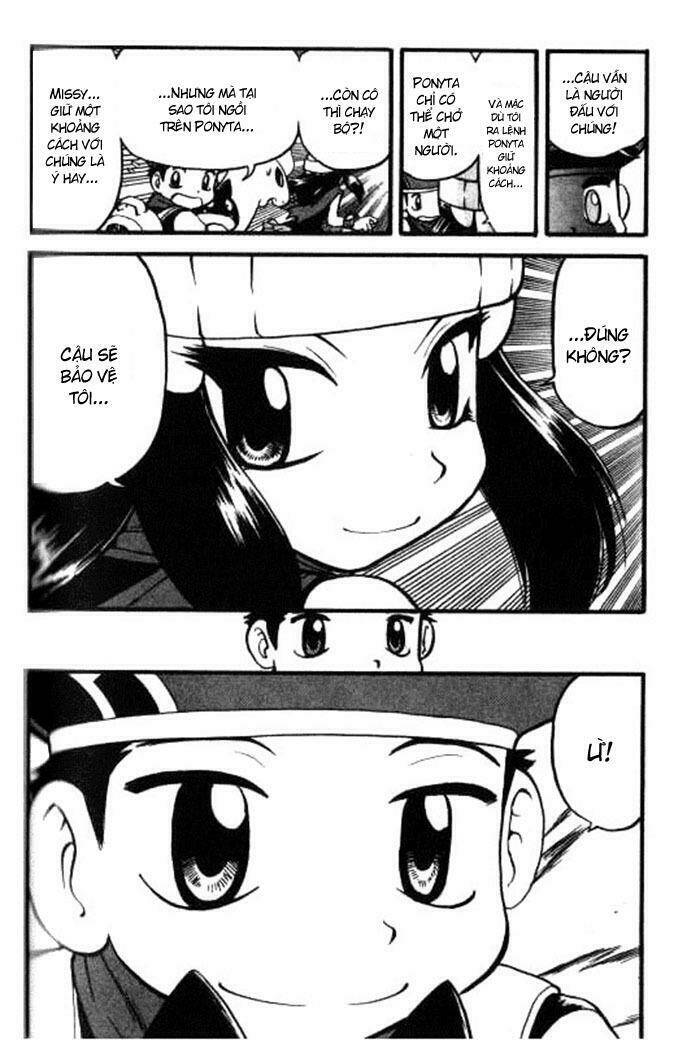 MISSY...
GIỮ MỘT
KHOẢNG
CÁCH VỚI
CHÚNG LÀ
Ý HAY...
...NHƯNG MÀ TẠI
SAO TÔI NGỒI
TRÊN PONYTA...
...CÒN CÔ
THÌ CHẠY
BỘ?!
PONYTA
CHỈ CÓ
THỂ CHỞ
MỘT
NGƯỜI.
VÀ MẶC
DÙ TÔI
RA LỆNH
PONYTA
GIỮ
KHOẢNG
CÁCH...
...CẬU VẪN
LÀ NGƯỜI
ĐẤU VỚI
CHÚNG!
CẬU SẼ
BẢO VỆ
TÔI...
...ĐÚNG
KHÔNG?
Ừ!